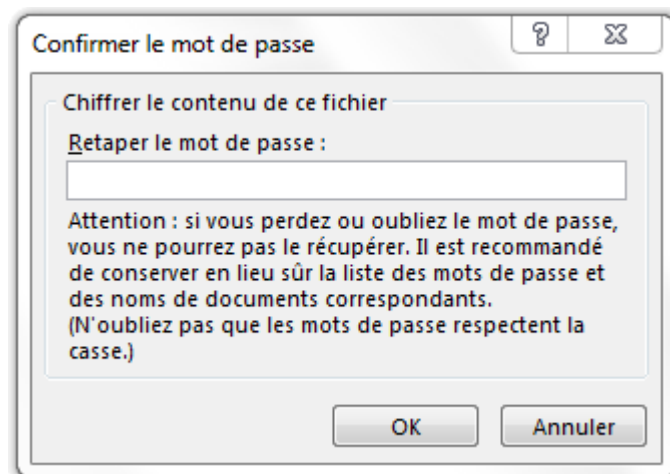 Confirmer le mot de passe
Chiffrer le contenu de ce fichier
Retaper le mot de passe :
Attention : si vous perdez ou oubliez le mot de passe,
vous ne pourrez pas le récupérer. Il est recommandé
de conserver en lieu sûr la liste des mots de passe et
des noms de documents correspondants.
(N'oubliez pas que les mots de passe respectent la
casse.)
OK
Annuler